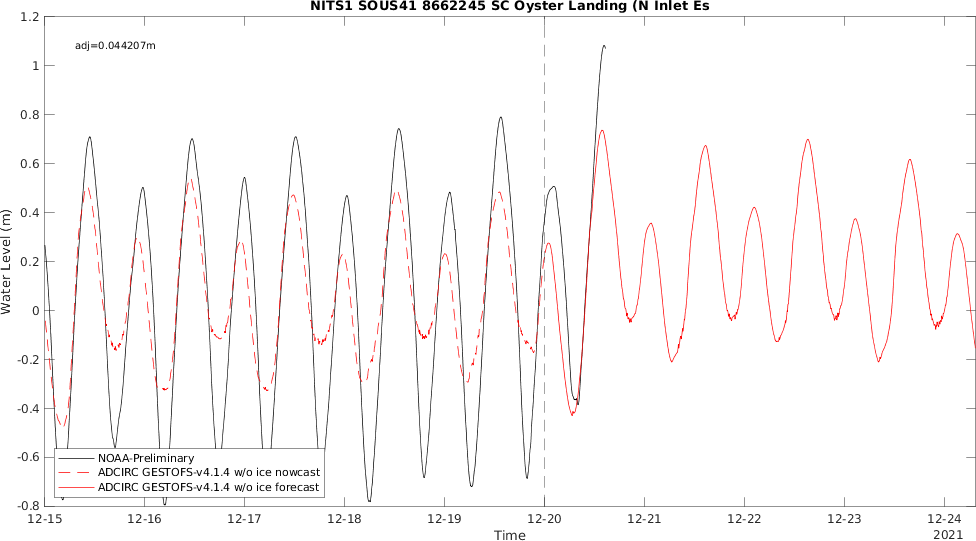 NITS1 SOUS41 8662245 SC Oyster Landing (N Inlet Es
adj=0.044207m
1.2
1
0.8
0.6
0.4
0.2
0
-0.2
-0.4
-0.6
-0.8
Water Level (m)
NOAA-Preliminary
ADCIRC GESTOFS-v4.1.4 w/o ice nowcast
ADCIRC GESTOFS-v4.1.4 w/o ice forecast
12-15 12-16 12-17 12-18 12-19 12-20 12-21 12-22 12-23 12-24
2021
Time